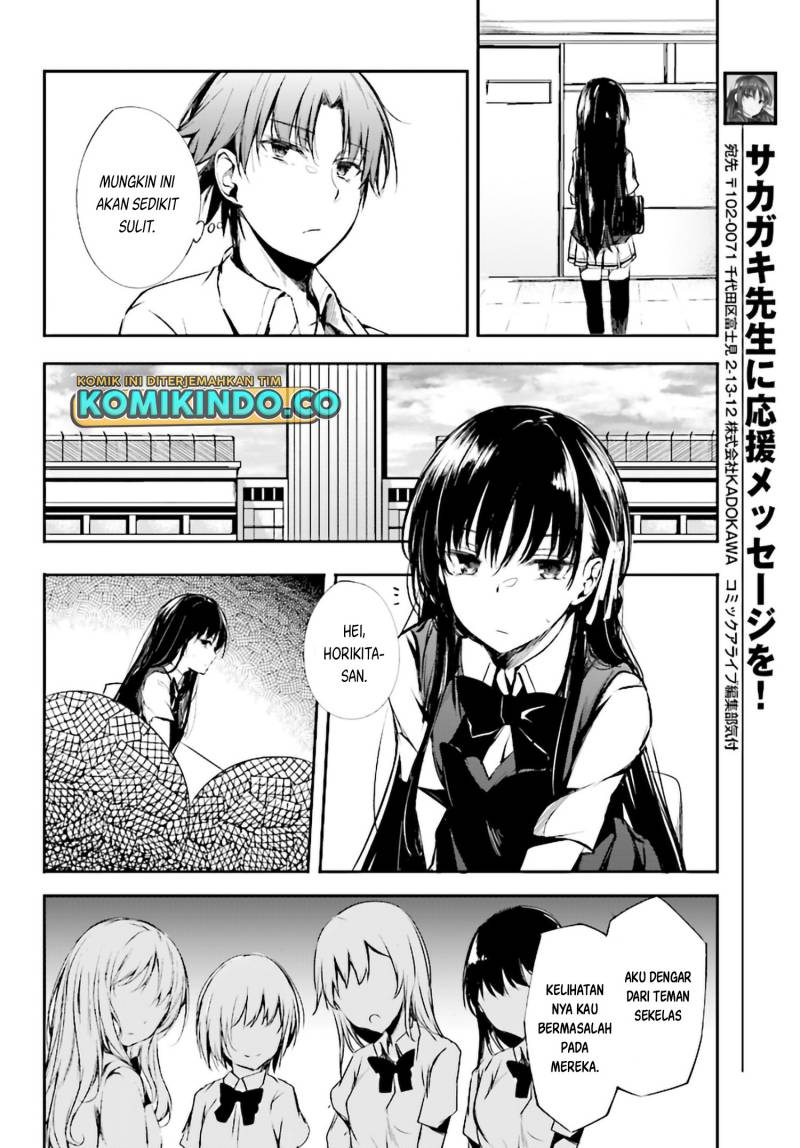 MUNGKIN INI
AKAN SEDIKIT
SULIT.
KOMIK INI DITERJEMAHKAN TIM
KOMIKINDO.CO
HEI,
HORIKITA-
SAN.
AKU DENGAR
DARI TEMAN
SEKELAS
KELIHATAN
NYA KAU
BERMASALAH
PADA
MEREKA.
サカガキ先生に応援メッセージを!
宛先 〒102-0071 千代田区富士見 2-13-12 株式会社KADOKAWA コミックアライブ編集部気付